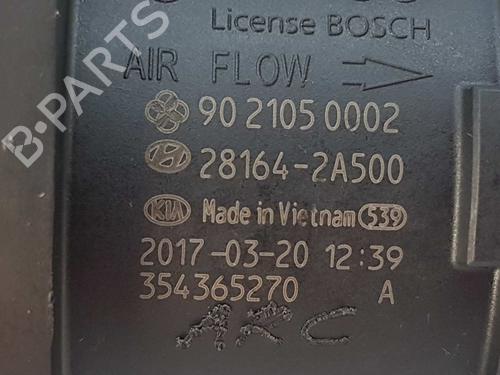 License BOSCH
AIR FLOW
90 2105 0002
28164-2A500
KIA Made in Vietnam 539
2017-03-20 12:39
354365270 A
ARC
B-PARTS